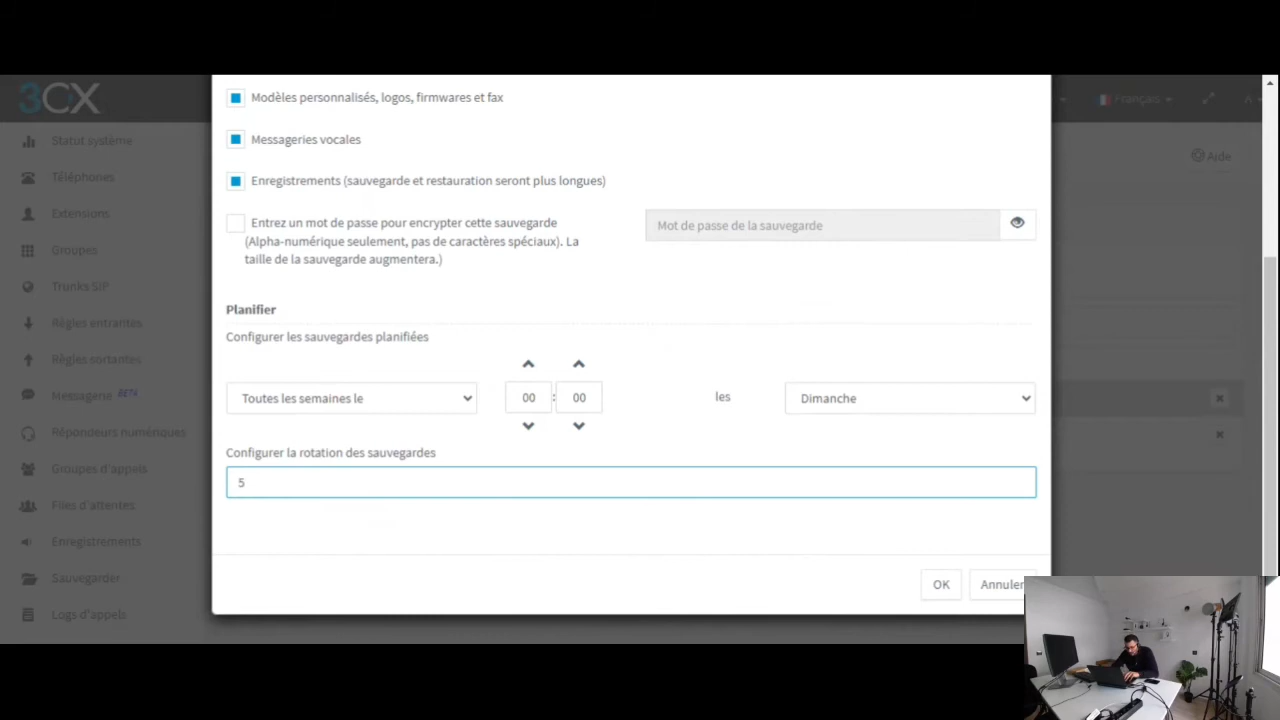 3CX
Modèles personnalisés, logos, firmwares et fax
Français
Statut système
Messageries vocales
Aide
Téléphones
Enregistrements (sauvegarde et restauration seront plus longues)
Extensions
Entrez un mot de passe pour encrypter cette sauvegarde
(Alpha-numérique seulement, pas de caractères spéciaux). La
taille de la sauvegarde augmentera.)
Mot de passe de la sauvegarde
Groupes
Trunks SIP
Planifier
Règles entrantes
Configurer les sauvegardes planifiées
Règles sortantes
Messagerie BETA
Toutes les semaines le
00 : 00
les
Dimanche
Répondeurs numériques
Configurer la rotation des sauvegardes
Groupes d'appels
5
Files d'attentes
Enregistrements
Sauvegarder
OK
Annuler
Logs d'appels